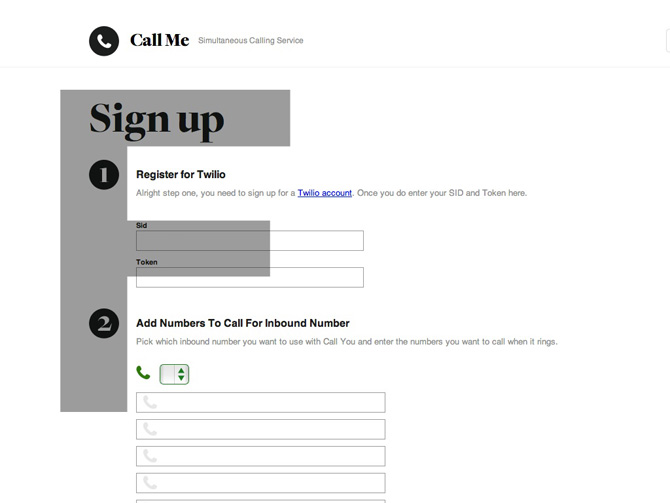 Call Me Simultaneous Calling Service
Sign up
1 Register for Twilio
Alright step one, you need to sign up for a Twilio account. Once you do enter your SID and Token here.
Sid
Token
2 Add Numbers To Call For Inbound Number
Pick which inbound number you want to use with Call You and enter the numbers you want to call when it rings.